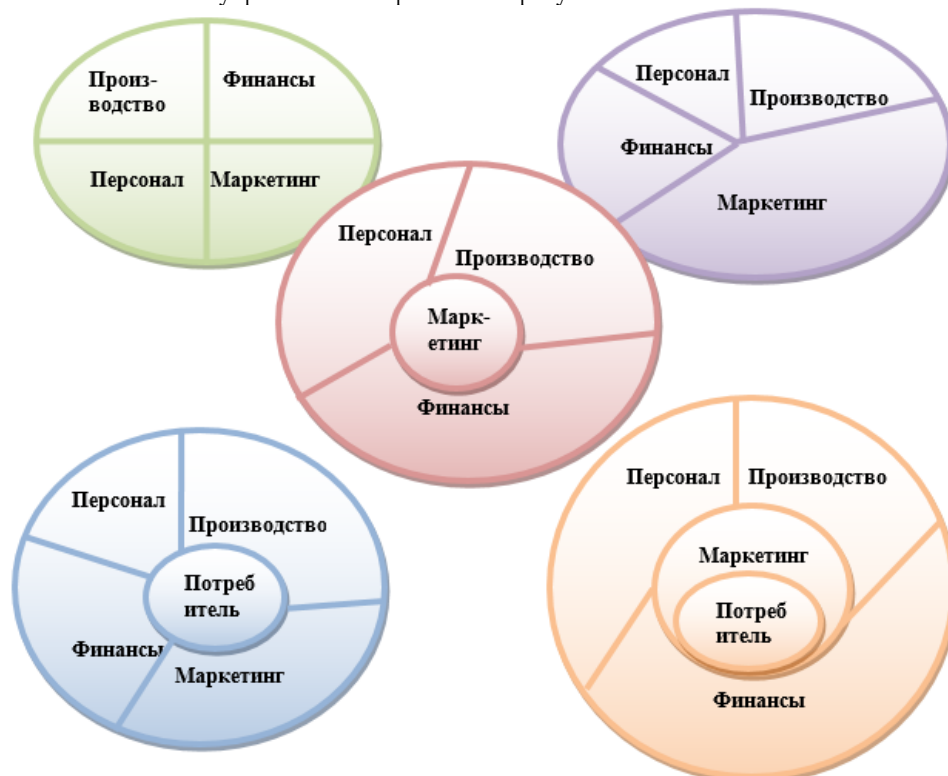 Произ-
водство
Финансы
Персонал
Маркетинг
Персонал
Производство
Финансы
Маркетинг
Персонал
Производство
Марк-
етинг
Финансы
Персонал
Производство
Потреб
итель
Финансы
Маркетинг
Персонал
Производство
Маркетинг
Потреб
итель
Финансы